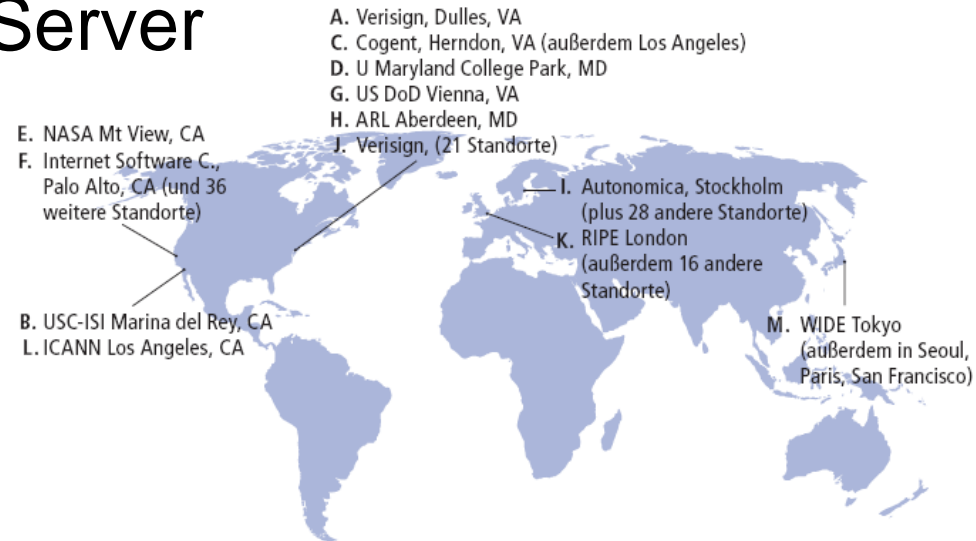 Server
A. Verisign, Dulles, VA
C. Cogent, Herndon, VA (außerdem Los Angeles)
D. U Maryland College Park, MD
G. US DoD Vienna, VA
H. ARL Aberdeen, MD
J. Verisign, (21 Standorte)
E. NASA Mt View, CA
F. Internet Software C.,
Palo Alto, CA (und 36
weitere Standorte)
I. Autonomica, Stockholm
(plus 28 andere Standorte)
K. RIPE London
(außerdem 16 andere
Standorte)
B. USC-ISI Marina del Rey, CA
L. ICANN Los Angeles, CA
M. WIDE Tokyo
(außerdem in Seoul,
Paris, San Francisco)